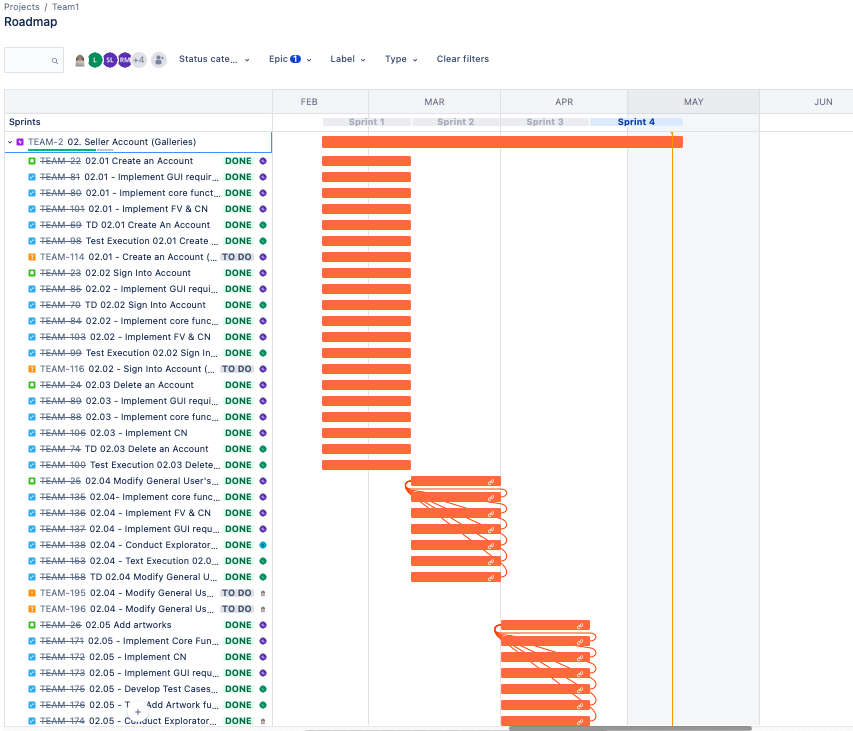 Projects / Team1
Roadmap
L SL RM +4 Status cate... Epic 1 Label Type Clear filters
FEB MAR APR MAY JUN
Sprints Sprint 1 Sprint 2 Sprint 3 Sprint 4
TEAM-2 02. Seller Account (Galleries)
TEAM-22 02.01 Create an Account DONE
TEAM-81 02.01 - Implement GUI requir... DONE
TEAM-80 02.01 - Implement core funct... DONE
TEAM-101 02.01 - Implement FV & CN DONE
TEAM-69 TD 02.01 Create An Account DONE
TEAM-98 Test Execution 02.01 Create ... DONE
TEAM-114 02.01 - Create an Account (... TO DO
TEAM-23 02.02 Sign Into Account DONE
TEAM-85 02.02 - Implement GUI requi... DONE
TEAM-70 TD 02.02 Sign Into Account DONE
TEAM-84 02.02 - Implement core func... DONE
TEAM-103 02.02 - Implement FV & CN DONE
TEAM-99 Test Execution 02.02 Sign In... DONE
TEAM-116 02.02 - Sign Into Account (... TO DO
TEAM-24 02.03 Delete an Account DONE
TEAM-89 02.03 - Implement GUI requi... DONE
TEAM-88 02.03 - Implement core func... DONE
TEAM-106 02.03 - Implement CN DONE
TEAM-74 TD 02.03 Delete an Account DONE
TEAM-100 Test Execution 02.03 Delete... DONE
TEAM-25 02.04 Modify General User's... DONE
TEAM-135 02.04- Implement core func... DONE
TEAM-136 02.04 - Implement FV & CN DONE
TEAM-137 02.04 - Implement GUI requ... DONE
TEAM-138 02.04 - Conduct Explorator... DONE
TEAM-153 02.04 - Text Execution 02.0... DONE
TEAM-158 TD 02.04 Modify General U... DONE
TEAM-195 02.04 - Modify General Us... TO DO
TEAM-196 02.04 - Modify General Us... TO DO
TEAM-26 02.05 Add artworks DONE
TEAM-171 02.05 - Implement Core Fun... DONE
TEAM-172 02.05 - Implement CN DONE
TEAM-173 02.05 - Implement GUI requ... DONE
TEAM-175 02.05 - Develop Test Cases... DONE
TEAM-176 02.05 - Add Artwork fu... DONE
TEAM-174 02.05 - Conduct Explorator... DONE